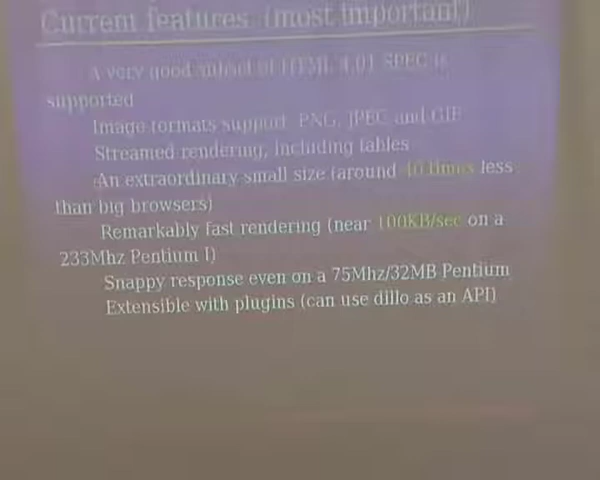 Current features (most important)
A very good subset of HTML 4.01 SPEC is
supported
Image formats support: PNG, JPEG and GIF
Streamed rendering, including tables
An extraordinary small size (around 40 times less
than big browsers)
Remarkably fast rendering (near 100KB/sec on a
233Mhz Pentium I)
Snappy response even on a 75Mhz/32MB Pentium
Extensible with plugins (can use dillo as an API)